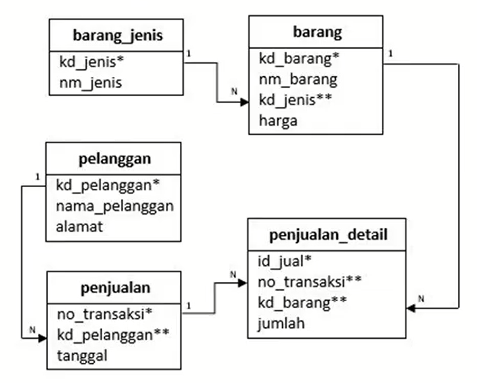 barang_jenis
kd_jenis*
nm_jenis
1
N
barang
kd_barang*
nm_barang
kd_jenis**
harga
1
N
pelanggan
kd_pelanggan*
nama_pelanggan
alamat
1
N
penjualan
no_transaksi*
kd_pelanggan**
tanggal
1
N
penjualan_detail
id_jual*
no_transaksi**
kd_barang**
jumlah